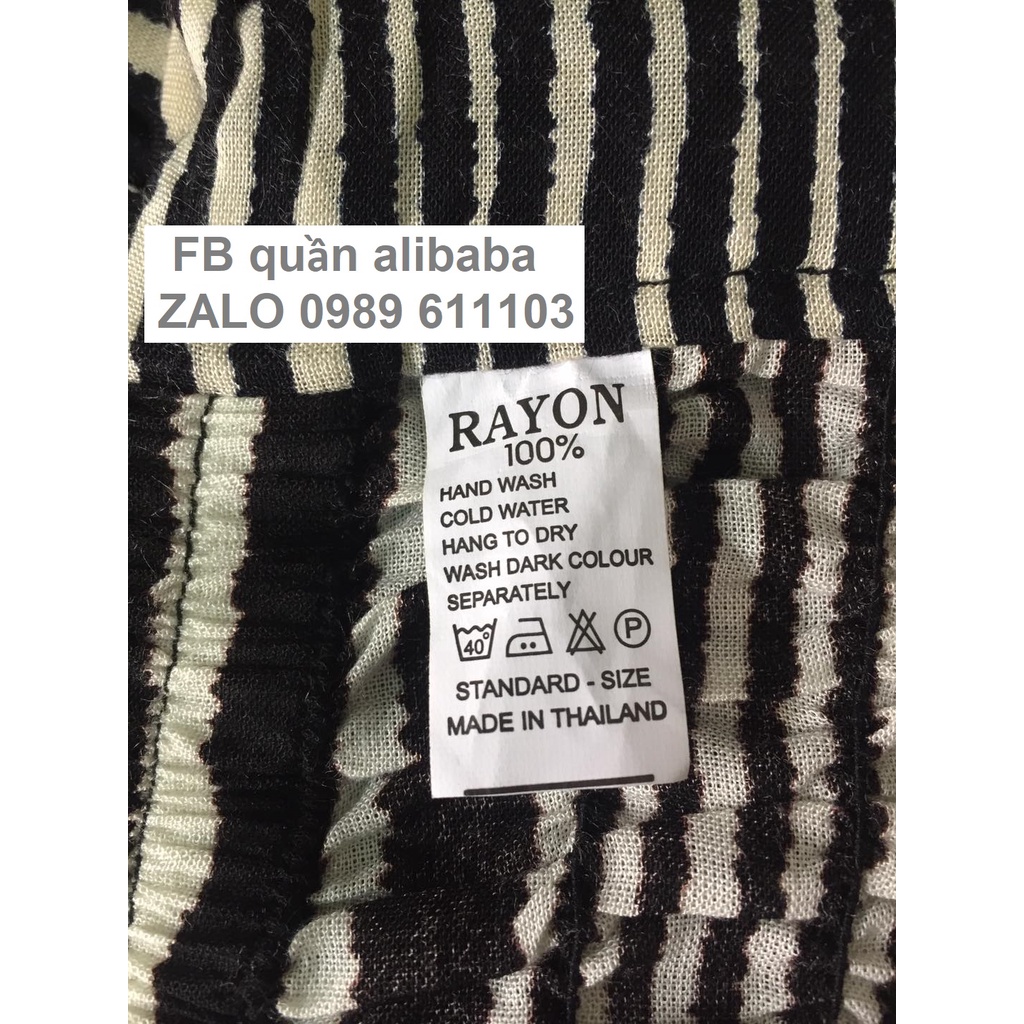 FB quần alibaba
ZALO 0989 611103
RAYON
100%
HAND WASH
COLD WATER
HANG TO DRY
WASH DARK COLOUR
SEPARATELY
40° P
STANDARD - SIZE
MADE IN THAILAND